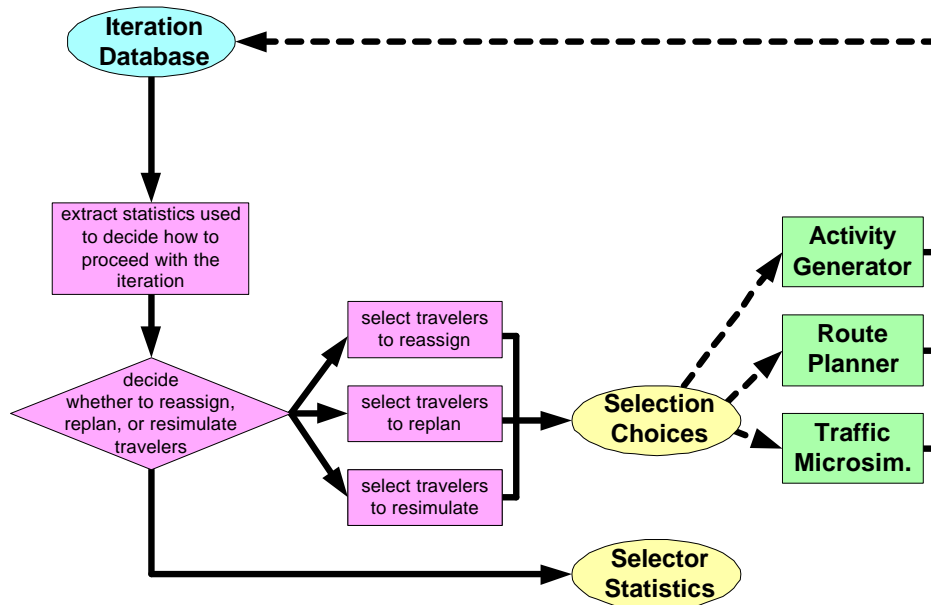 Iteration
Database
extract statistics used
to decide how to
proceed with the
iteration
decide
whether to reassign,
replan, or resimulate
travelers
select travelers
to reassign
select travelers
to replan
select travelers
to resimulate
Selection
Choices
Activity
Generator
Route
Planner
Traffic
Microsim.
Selector
Statistics